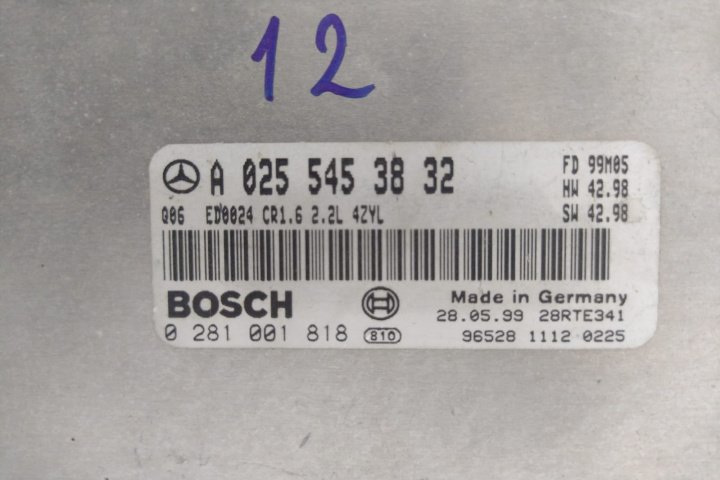 12
A 025 545 38 32
FD 99M05
HW 42.98
Q06 ED0024 CR1.6 2.2L 4ZYL
SW 42.98
BOSCH
Made in Germany
28.05.99 28RTE341
0 281 001 818 810
96528 1112 0225